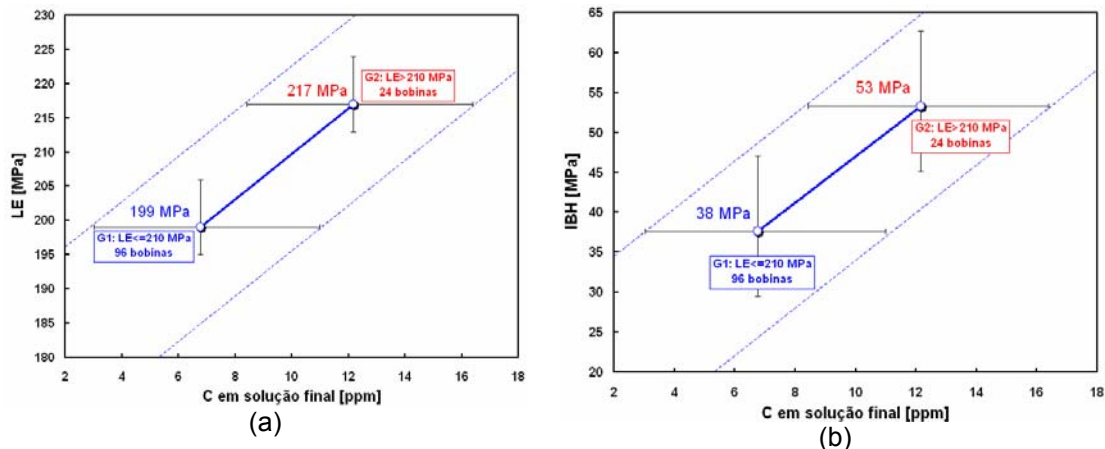 230
225
220
215
210
205
200
195
190
185
180
LE [MPa]
217 MPa
G2: LE>210 MPa
24 bobinas
199 MPa
G1: LE<=210 MPa
96 bobinas
2 4 6 8 10 12 14 16 18
C em solução final [ppm]
(a)
65
60
55
50
45
40
35
30
25
20
IBH [MPa]
53 MPa
G2: LE>210 MPa
24 bobinas
38 MPa
G1: LE<=210 MPa
96 bobinas
2 4 6 8 10 12 14 16 18
C em solução final [ppm]
(b)